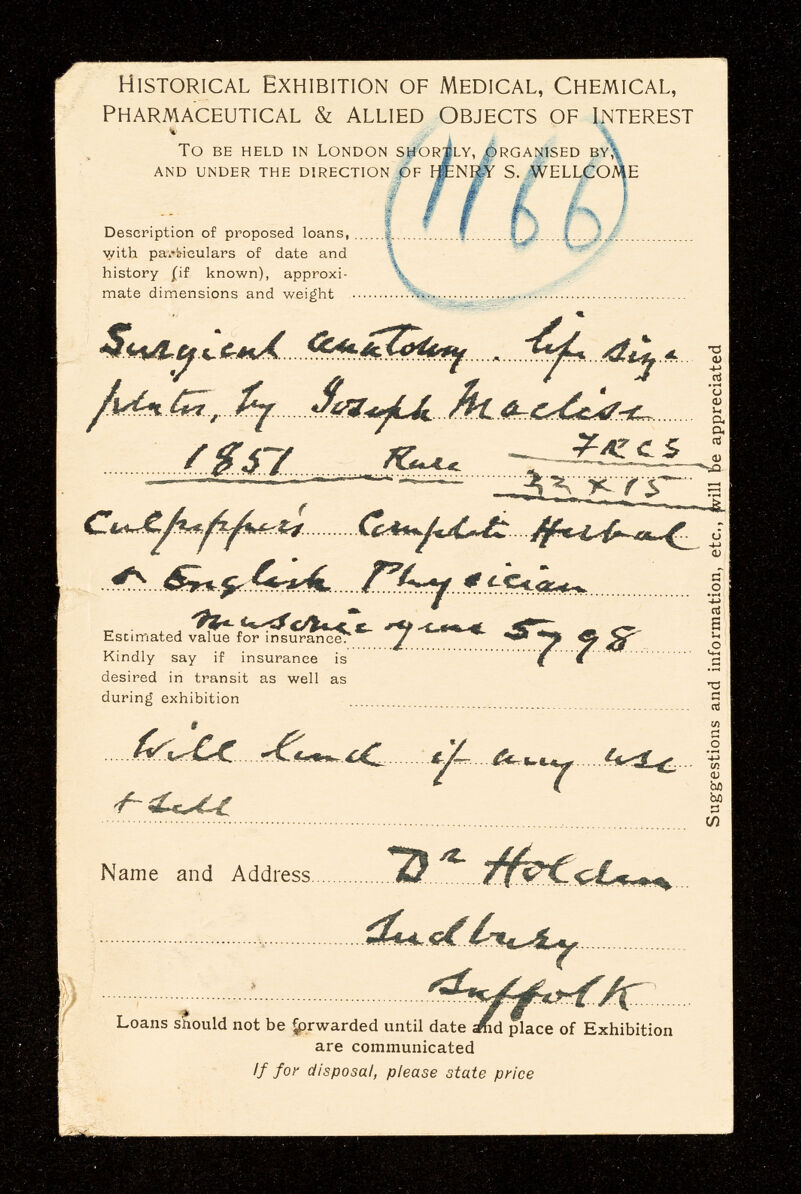 HISTORICAL EXHIBITION OF MEDICAL, CHEMICAL,
PHARMACEUTICAL & ALLIED OBJECTS OF INTEREST
TO BE HELD IN LONDON SHORTLY, ORGANISED BY,
AND UNDER THE DIRECTION OF HENRY S. WELLCOME
1166
Description of proposed loans,
with particulars of date and
history (if known), approxi-
mate dimensions and weight
Surgical anatomy. life size
plates, by Joseph Maclise
1851 Rare FRCS
22 x 15
Culpepper's Complete Herbal
& English Physician
Masonic year 5798
Estimated value for insurance.
Kindly say if insurance is
desired in transit as well as
during exhibition
Will lend if any use
+ sell
Name and Address Dr Holden
Sudbury
Suffolk
Loans should not be forwarded until date and place of Exhibition
are communicated
If for disposal, please state price
Suggestions and information, etc., will be appreciated